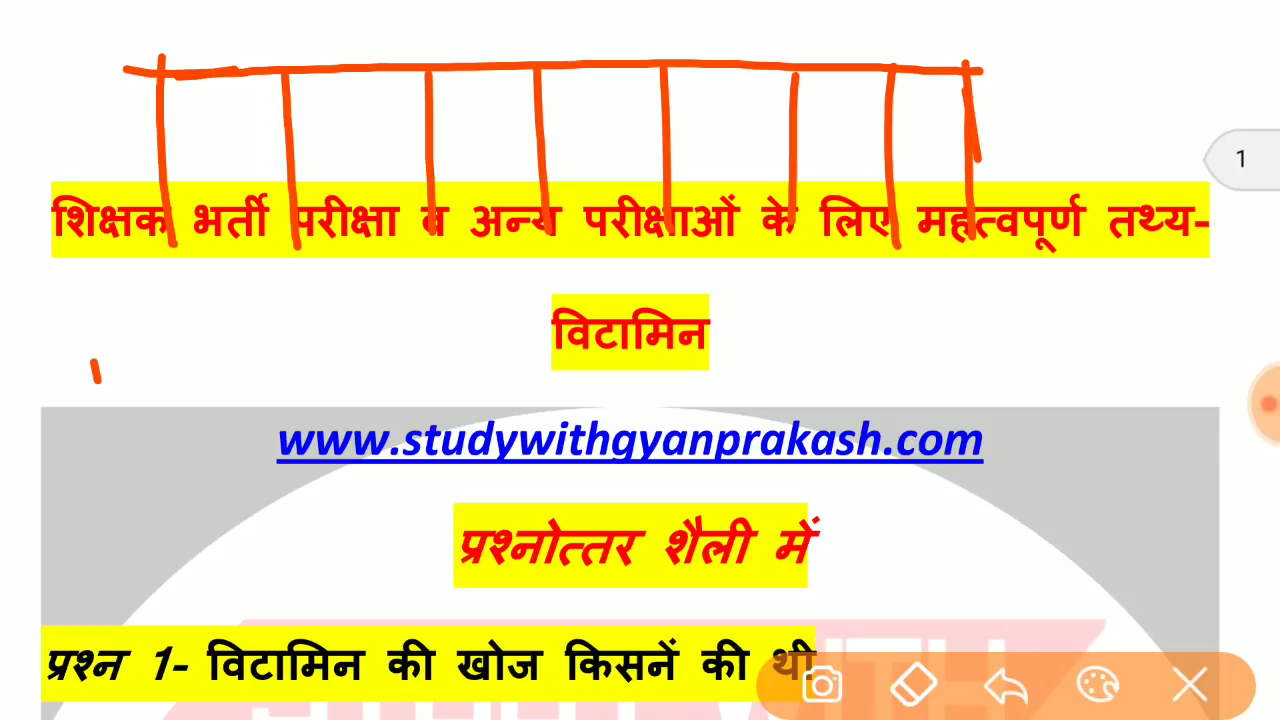 1
शिक्षक भर्ती परीक्षा व अन्य परीक्षाओं के लिए महत्वपूर्ण तथ्य-
विटामिन
www.studywithgyanprakash.com
प्रश्नोत्तर शैली में
प्रश्न 1- विटामिन की खोज किसनें की थी